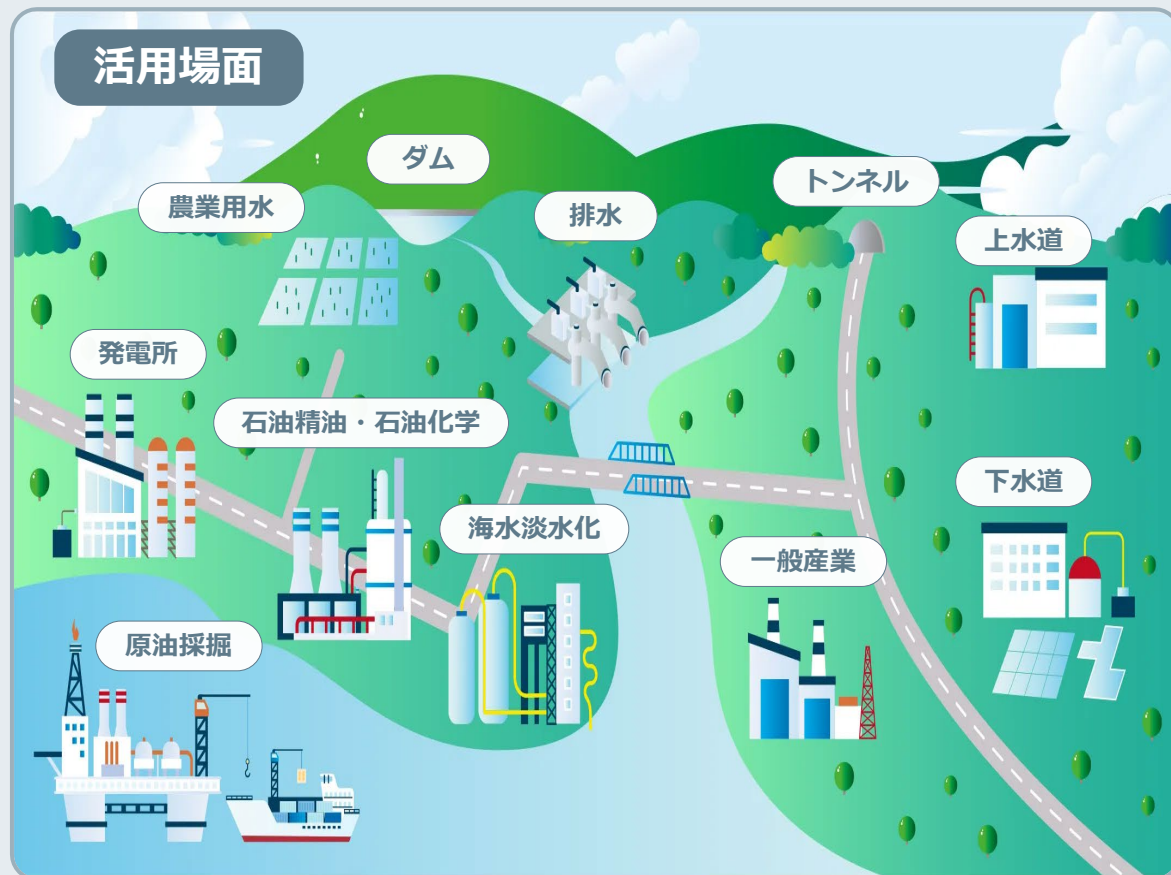 活用場面
ダム
トンネル
農業用水
排水
上水道
発電所
石油精油・石油化学
下水道
海水淡水化
一般産業
原油採掘